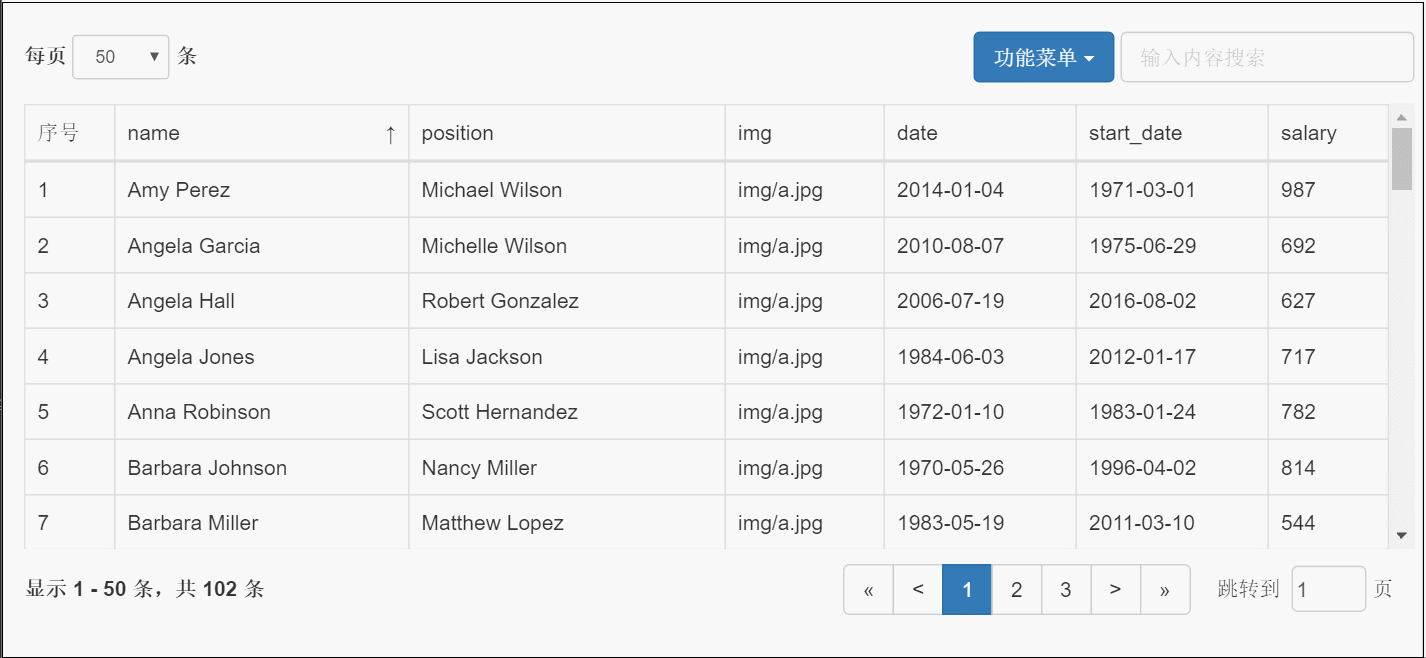 每页 50 ▼ 条 功能菜单 输入内容搜索
序号 name ↑ position img date start_date salary
1 Amy Perez Michael Wilson img/a.jpg 2014-01-04 1971-03-01 987
2 Angela Garcia Michelle Wilson img/a.jpg 2010-08-07 1975-06-29 692
3 Angela Hall Robert Gonzalez img/a.jpg 2006-07-19 2016-08-02 627
4 Angela Jones Lisa Jackson img/a.jpg 1984-06-03 2012-01-17 717
5 Anna Robinson Scott Hernandez img/a.jpg 1972-01-10 1983-01-24 782
6 Barbara Johnson Nancy Miller img/a.jpg 1970-05-26 1996-04-02 814
7 Barbara Miller Matthew Lopez img/a.jpg 1983-05-19 2011-03-10 544
显示 1 - 50 条，共 102 条 « < 1 2 3 > » 跳转到 1 页